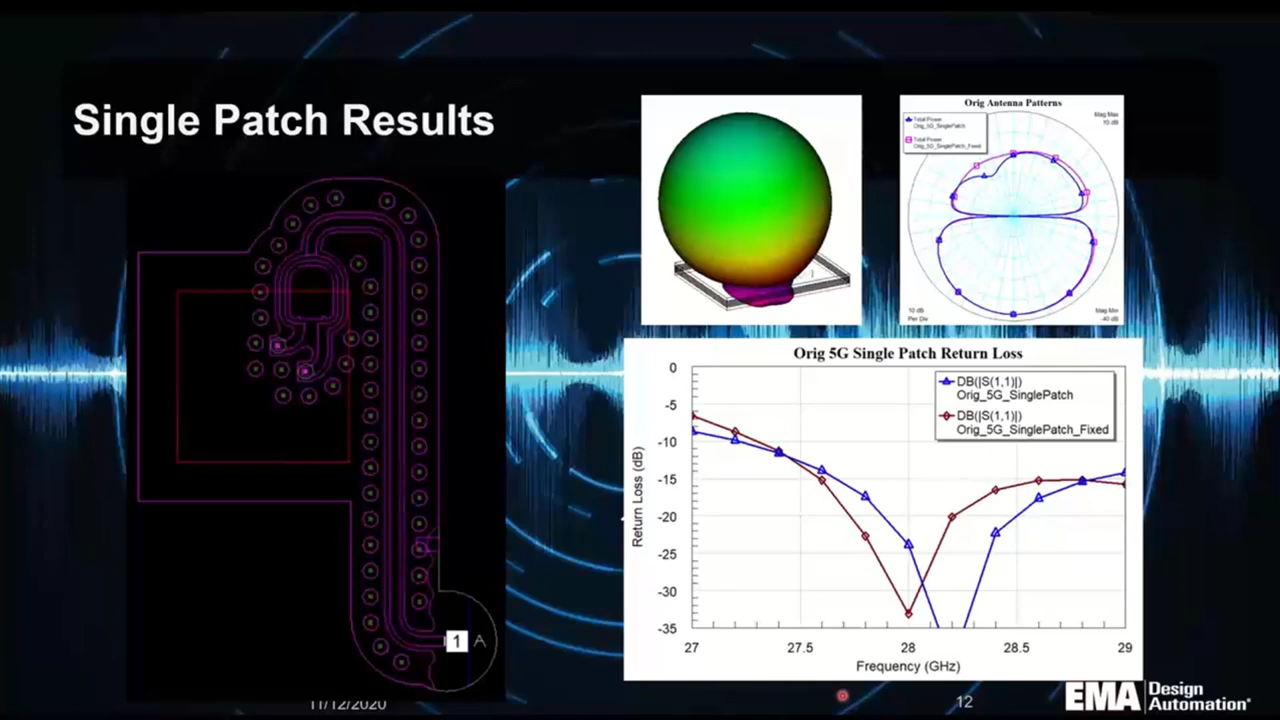 Single Patch Results
Orig Antenna Patterns
Total Power
Orig_5G_SinglePatch
Total Power
Orig_5G_SinglePatch_Fixed
Mag Max
10 dB
10 dB
Per Div
Mag Min
-40 dB
Orig 5G Single Patch Return Loss
DB(|S(1,1)|)
Orig_5G_SinglePatch
DB(|S(1,1)|)
Orig_5G_SinglePatch_Fixed
Return Loss (dB)
0
-5
-10
-15
-20
-25
-30
-35
27
27.5
28
28.5
29
Frequency (GHz)
1 A
11/12/2020
12
EMA Design
Automation